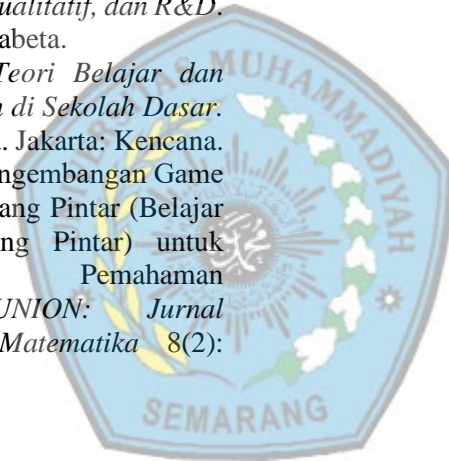 ualitatif, dan R&D.
abeta.
Teori Belajar dan
di Sekolah Dasar.
. Jakarta: Kencana.
ngembangan Game
ang Pintar (Belajar
ng Pintar) untuk
Pemahaman
UNION: Jurnal
Matematika 8(2):
MUHAMMADIYAH
SEMARANG